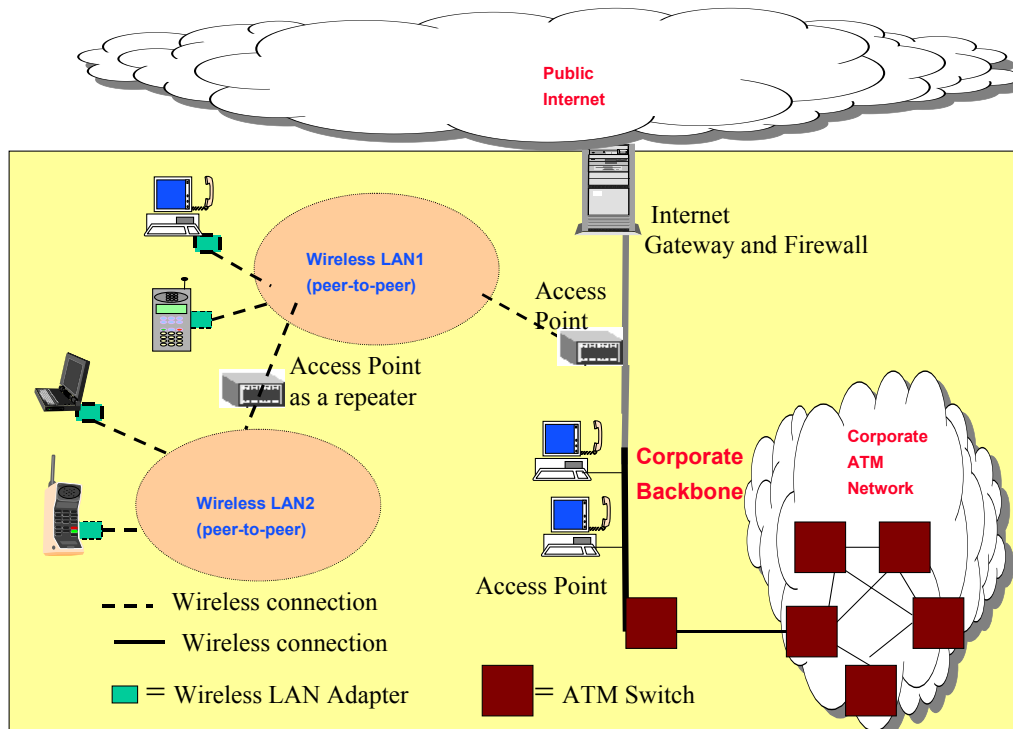 Public
Internet
Internet
Gateway and Firewall
Wireless LAN1
(peer-to-peer)
Access
Point
Access Point
as a repeater
Corporate
Backbone
Corporate
ATM
Network
Wireless LAN2
(peer-to-peer)
Access Point
Wireless connection
Wireless connection
= Wireless LAN Adapter
= ATM Switch